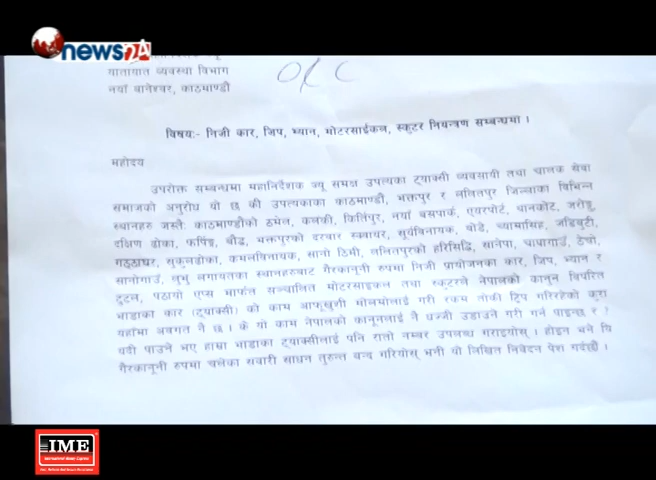 news24
यातायात व्यवस्था विभाग
नयाँ बानेश्वर, काठमाण्डौ
विषयः- निजी कार, जिप, भ्यान, मोटरसाईकल, स्कुटर नियन्त्रण सम्बन्धमा ।
महोदय
उपरोक्त सम्बन्धमा महानिर्देशक ज्यू समक्ष उपत्यका ट्याक्सी व्यवसायी तथा चालक सेवा
समाजको अनुरोध यो छ की उपत्यकाका काठमाण्डौ, भक्तपुर र ललितपुर जिल्लाका विभिन्न
स्थानहरु जस्तैः काठमाण्डौको ठमेल, कलंकी, फिलिंपुर, नयाँ बसपार्क, एयरपोर्ट, थानकोट, जरोङ्खु,
दक्षिण ढोका, फर्पिङ्ग, बौद्ध, भक्तपुरको दरवार स्क्वायर, सूर्यविनायक, बोडे, च्यामासिंह, जडिबुटी,
गठ्ठाघर, सुकुलढोका, कमलविनायक, सानो ठिमी, ललितपुरको हरिसिद्धि, सानेपा, चापागाउँ, ठेचो,
सानोगाउँ, लुभु लगायतका स्थानहरुबाट गैरकानूनी रुपमा निजी प्रायोजनका कार, जिप, भ्यान र
टुटल, पठाओ एप्स मार्फत सञ्चालित मोटरसाइकल तथा स्कुटरले नेपालको कानून विपरित
भाडाका कार (ट्याक्सी) को काम आफूखुशी मोलमोलाई गरी रकम तोकी ट्रिप गरिरहेको कुरा
यहाँमा अवगत नै छ । के यो काम नेपालको कानूनलाई नै धज्जी उडाउने गरी गर्न पाइन्छ र ?
यदी पाउने भए हाम्रा भाडाका ट्याक्सीलाई पनि रातो नम्बर उपलब्ध गराइयोस् । होइन भने यि
गैरकानूनी रुपमा चलेका सवारी साधन तुरुन्त बन्द गरियोस् भनी यो लिखित निवेदन पेश गर्दछौं ।
IME